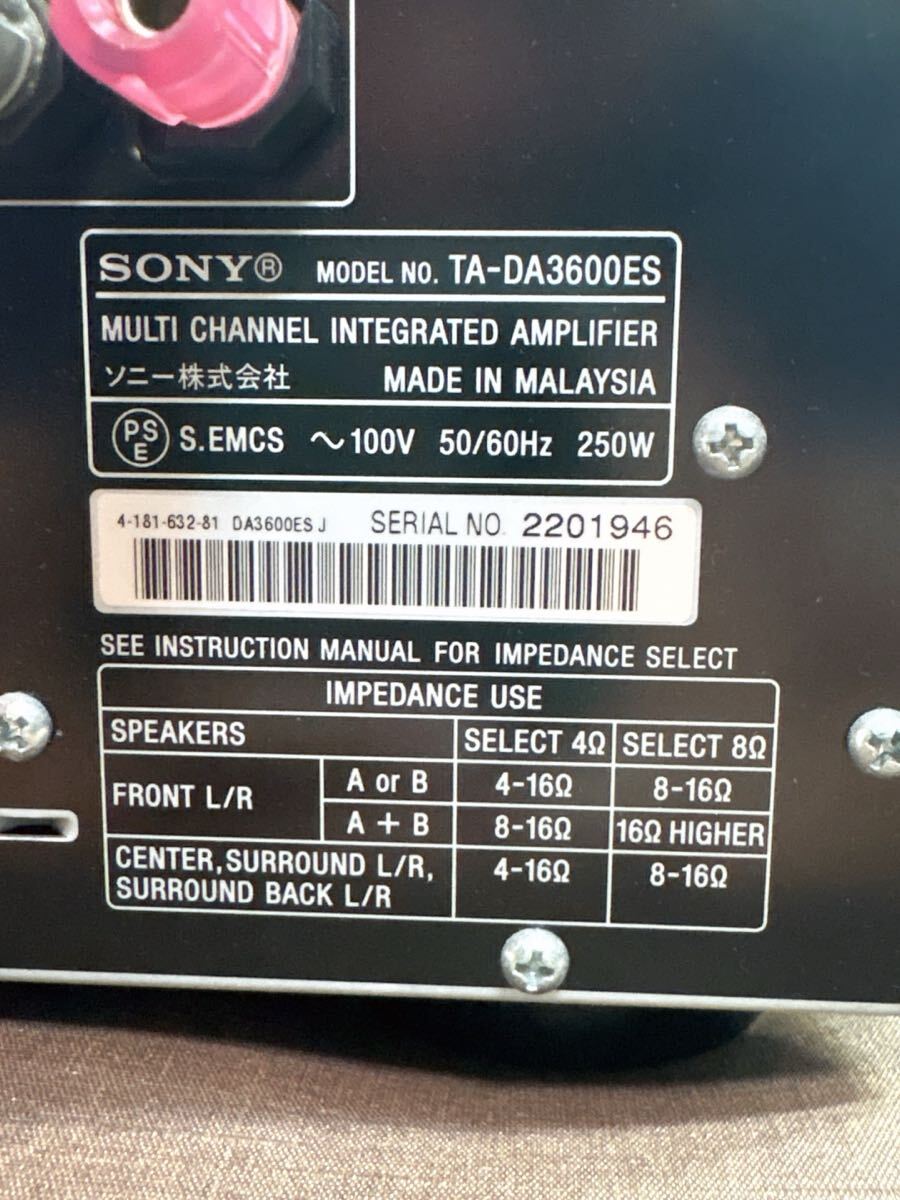 SONY® MODEL NO. TA-DA3600ES
MULTI CHANNEL INTEGRATED AMPLIFIER
ソニー株式会社 MADE IN MALAYSIA
PSE S.EMCS ~100V 50/60Hz 250W
4-181-632-81 DA3600ES J SERIAL NO. 2201946
SEE INSTRUCTION MANUAL FOR IMPEDANCE SELECT
IMPEDANCE USE
SPEAKERS SELECT 4Ω SELECT 8Ω
FRONT L/R A or B 4-16Ω 8-16Ω
A + B 8-16Ω 16Ω HIGHER
CENTER, SURROUND L/R, 4-16Ω 8-16Ω
SURROUND BACK L/R